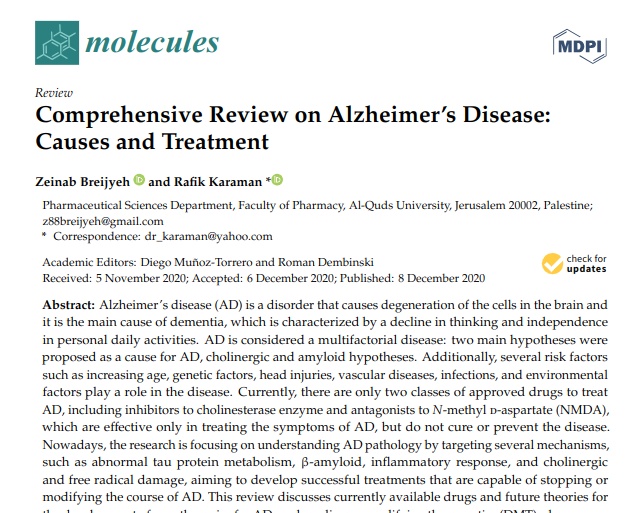 molecules
MDPI
Review
Comprehensive Review on Alzheimer’s Disease:
Causes and Treatment
Zeinab Breijyeh iD and Rafik Karaman * iD
Pharmaceutical Sciences Department, Faculty of Pharmacy, Al-Quds University, Jerusalem 20002, Palestine;
z88breijyeh@gmail.com
* Correspondence: dr_karaman@yahoo.com
Academic Editors: Diego Muñoz-Torrero and Roman Dembinski
Received: 5 November 2020; Accepted: 6 December 2020; Published: 8 December 2020
check for
updates
Abstract: Alzheimer’s disease (AD) is a disorder that causes degeneration of the cells in the brain and
it is the main cause of dementia, which is characterized by a decline in thinking and independence
in personal daily activities. AD is considered a multifactorial disease: two main hypotheses were
proposed as a cause for AD, cholinergic and amyloid hypotheses. Additionally, several risk factors
such as increasing age, genetic factors, head injuries, vascular diseases, infections, and environmental
factors play a role in the disease. Currently, there are only two classes of approved drugs to treat
AD, including inhibitors to cholinesterase enzyme and antagonists to N-methyl D-aspartate (NMDA),
which are effective only in treating the symptoms of AD, but do not cure or prevent the disease.
Nowadays, the research is focusing on understanding AD pathology by targeting several mechanisms,
such as abnormal tau protein metabolism, β-amyloid, inflammatory response, and cholinergic
and free radical damage, aiming to develop successful treatments that are capable of stopping or
modifying the course of AD. This review discusses currently available drugs and future theories for